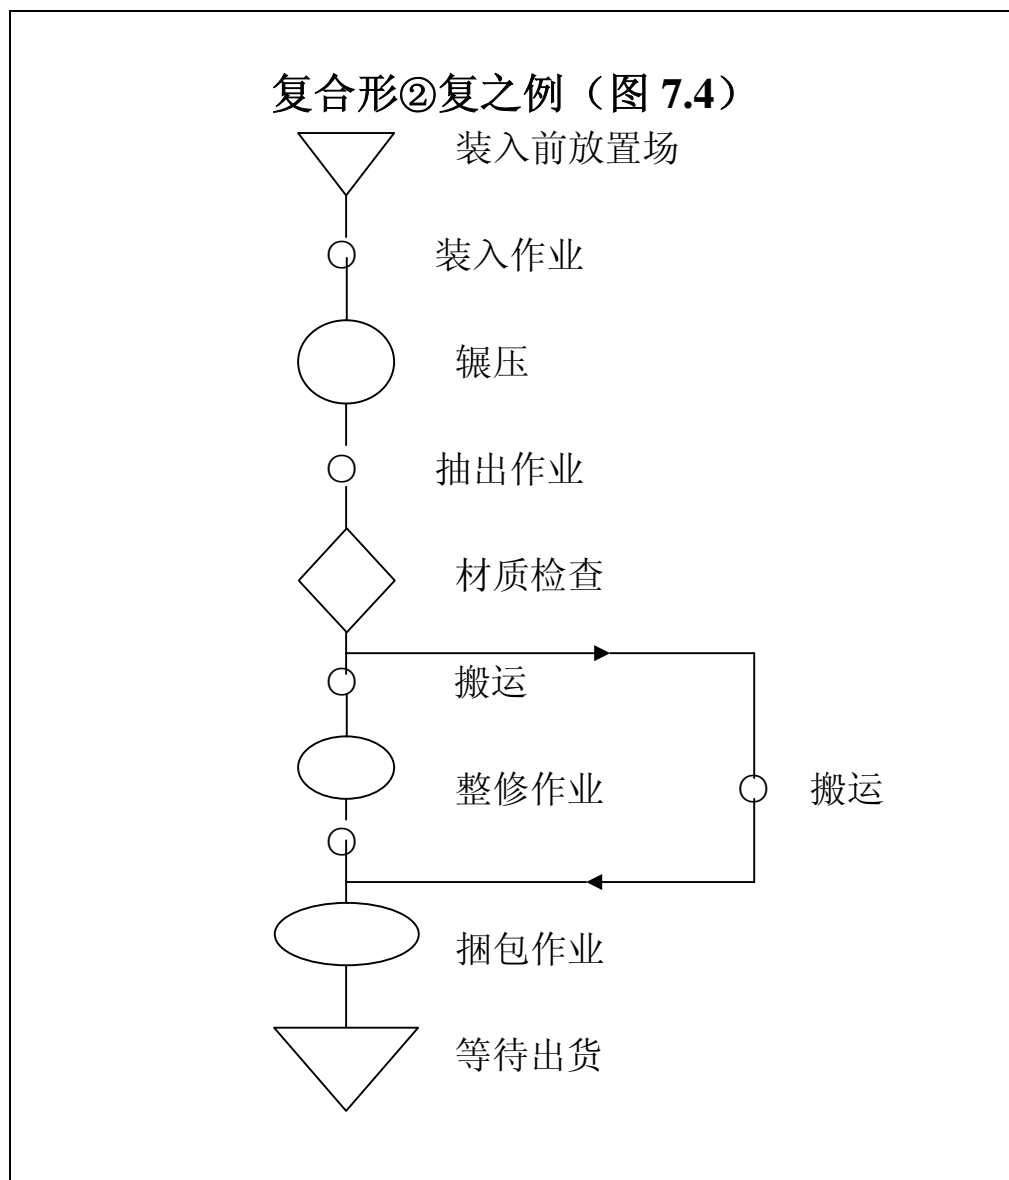 复合形②复之例（图 7.4）
装入前放置场
装入作业
辗压
抽出作业
材质检查
搬运
整修作业
搬运
捆包作业
等待出货